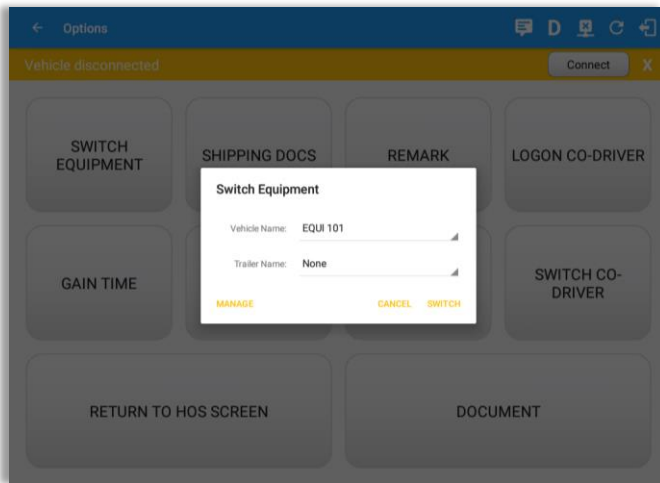 Options
D
Vehicle disconnected
Connect
X
SWITCH
EQUIPMENT
SHIPPING DOCS
REMARK
LOGON CO-DRIVER
Switch Equipment
Vehicle Name: EQUI 101
Trailer Name: None
MANAGE CANCEL SWITCH
GAIN TIME
SWITCH CO-
DRIVER
RETURN TO HOS SCREEN
DOCUMENT